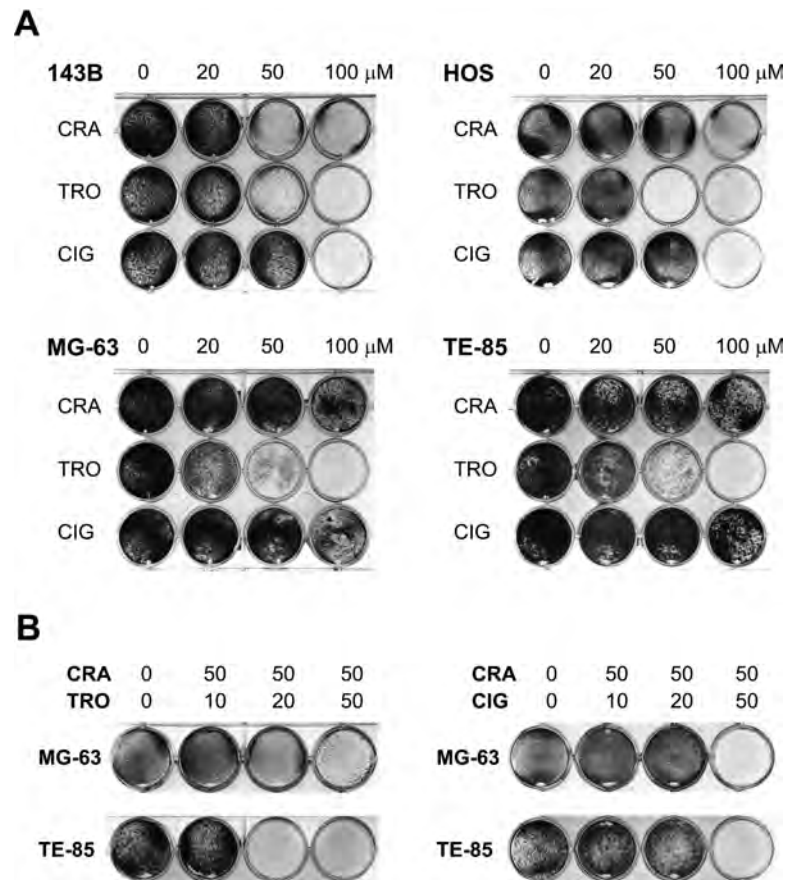 A
143B 0 20 50 100 μM
CRA
TRO
CIG
HOS 0 20 50 100 μM
CRA
TRO
CIG
MG-63 0 20 50 100 μM
CRA
TRO
CIG
TE-85 0 20 50 100 μM
CRA
TRO
CIG
B
CRA 0 50 50 50
TRO 0 10 20 50
MG-63
TE-85
CRA 0 50 50 50
CIG 0 10 20 50
MG-63
TE-85